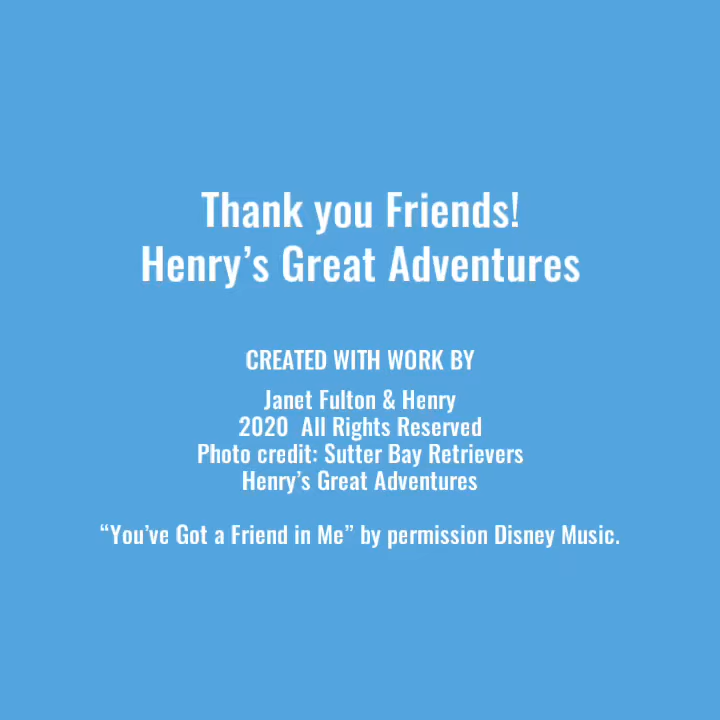 Thank you Friends!
Henry’s Great Adventures
CREATED WITH WORK BY
Janet Fulton & Henry
2020  All Rights Reserved
Photo credit: Sutter Bay Retrievers
Henry’s Great Adventures
“You’ve Got a Friend in Me” by permission Disney Music.